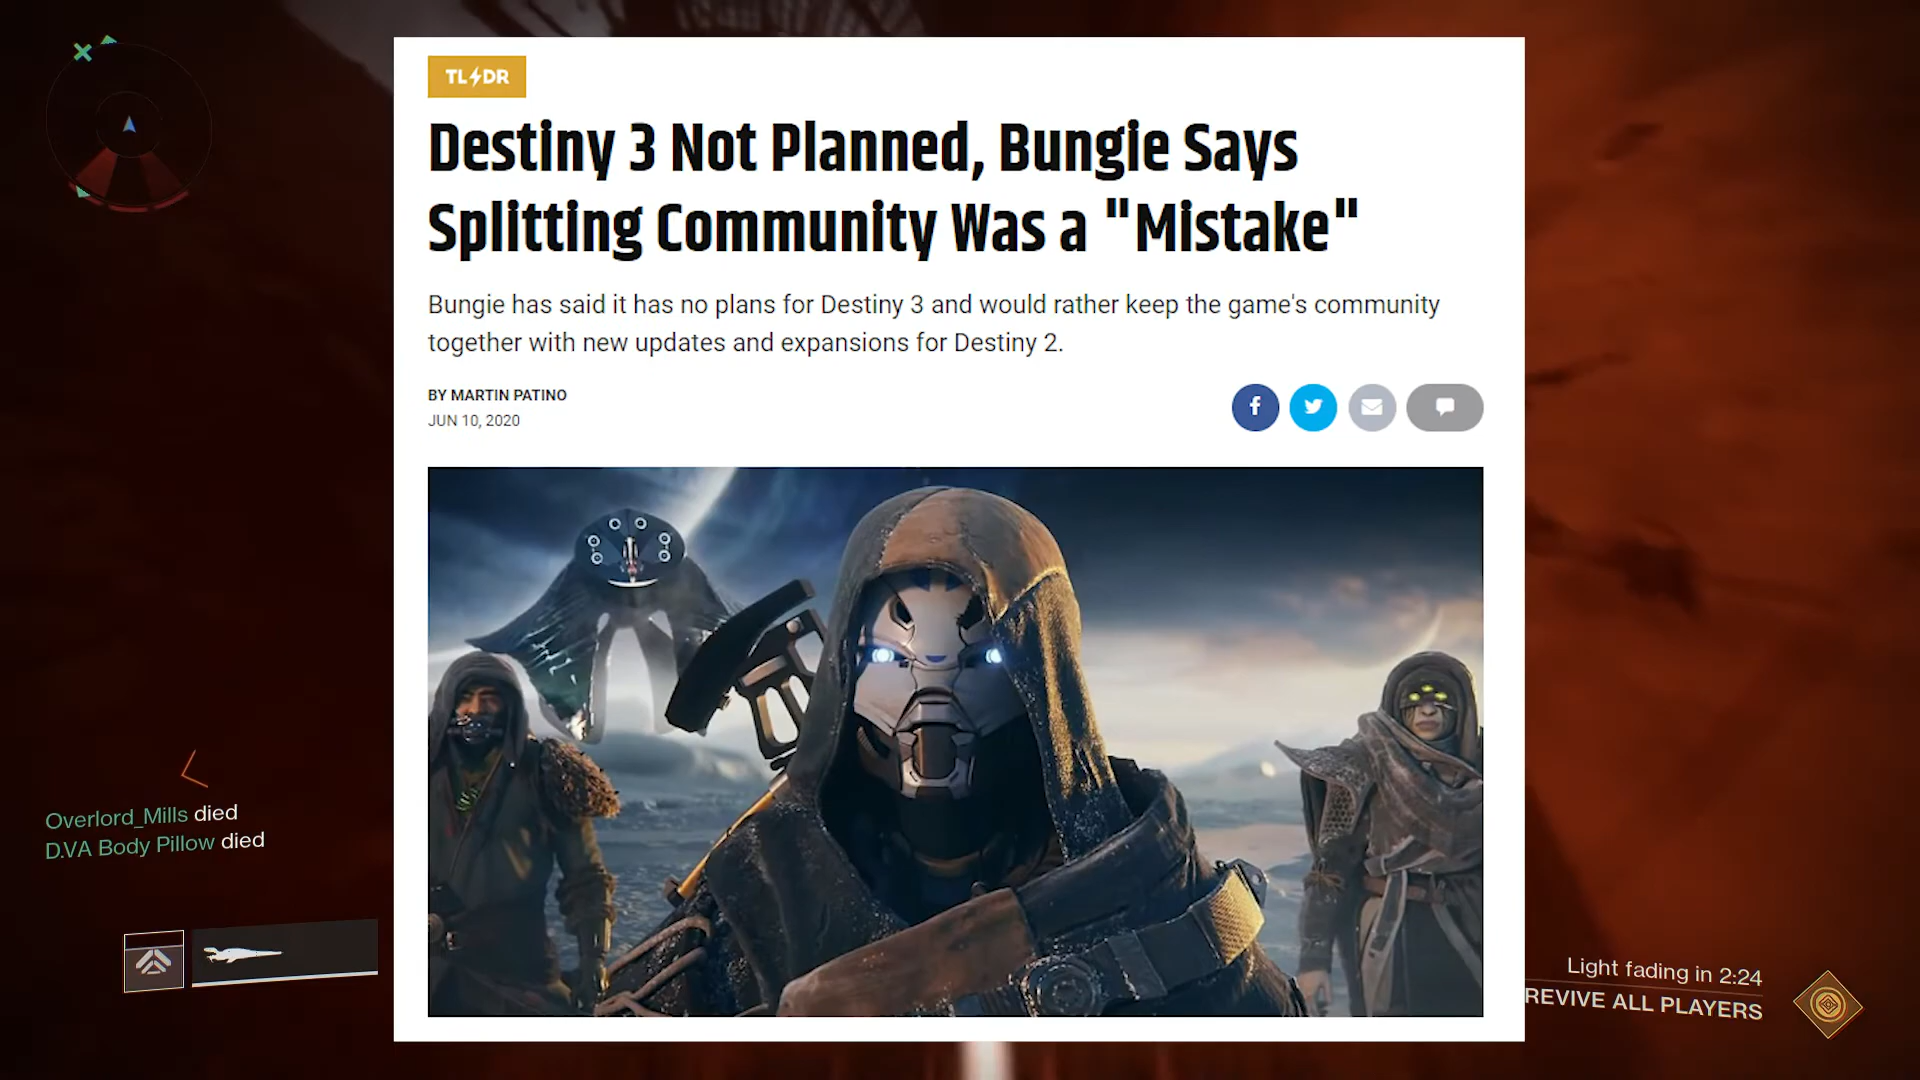 TL DR
Destiny 3 Not Planned, Bungie Says
Splitting Community Was a "Mistake"
Bungie has said it has no plans for Destiny 3 and would rather keep the game's community
together with new updates and expansions for Destiny 2.
BY MARTIN PATINO
JUN 10, 2020
Overlord_Mills died
D.VA Body Pillow died
Light fading in 2:24
REVIVE ALL PLAYERS